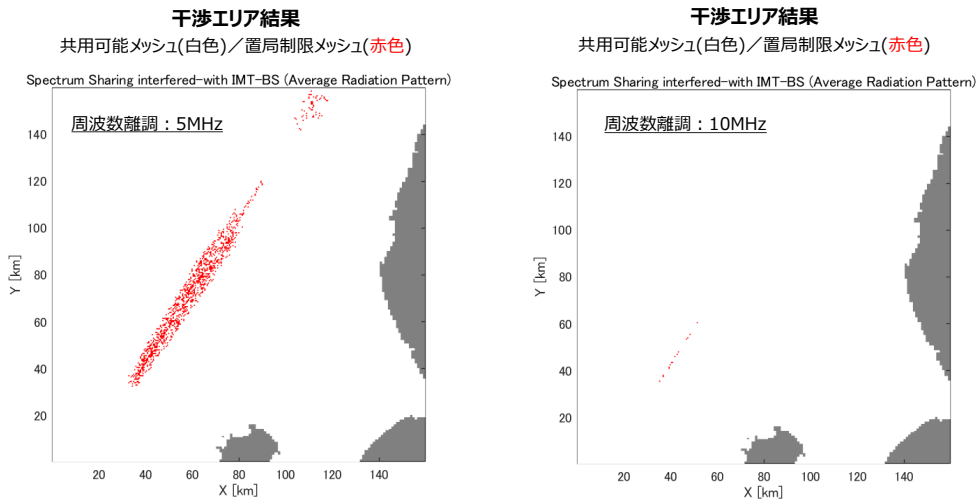 干渉エリア結果
共用可能メッシュ(白色)／置局制限メッシュ(赤色)
Spectrum Sharing interfered-with IMT-BS (Average Radiation Pattern)
周波数離調：5MHz
140
120
100
80
60
40
20
Y [km]
20 40 60 80 100 120 140
X [km]
干渉エリア結果
共用可能メッシュ(白色)／置局制限メッシュ(赤色)
Spectrum Sharing interfered-with IMT-BS (Average Radiation Pattern)
周波数離調：10MHz
140
120
100
80
60
40
20
Y [km]
20 40 60 80 100 120 140
X [km]